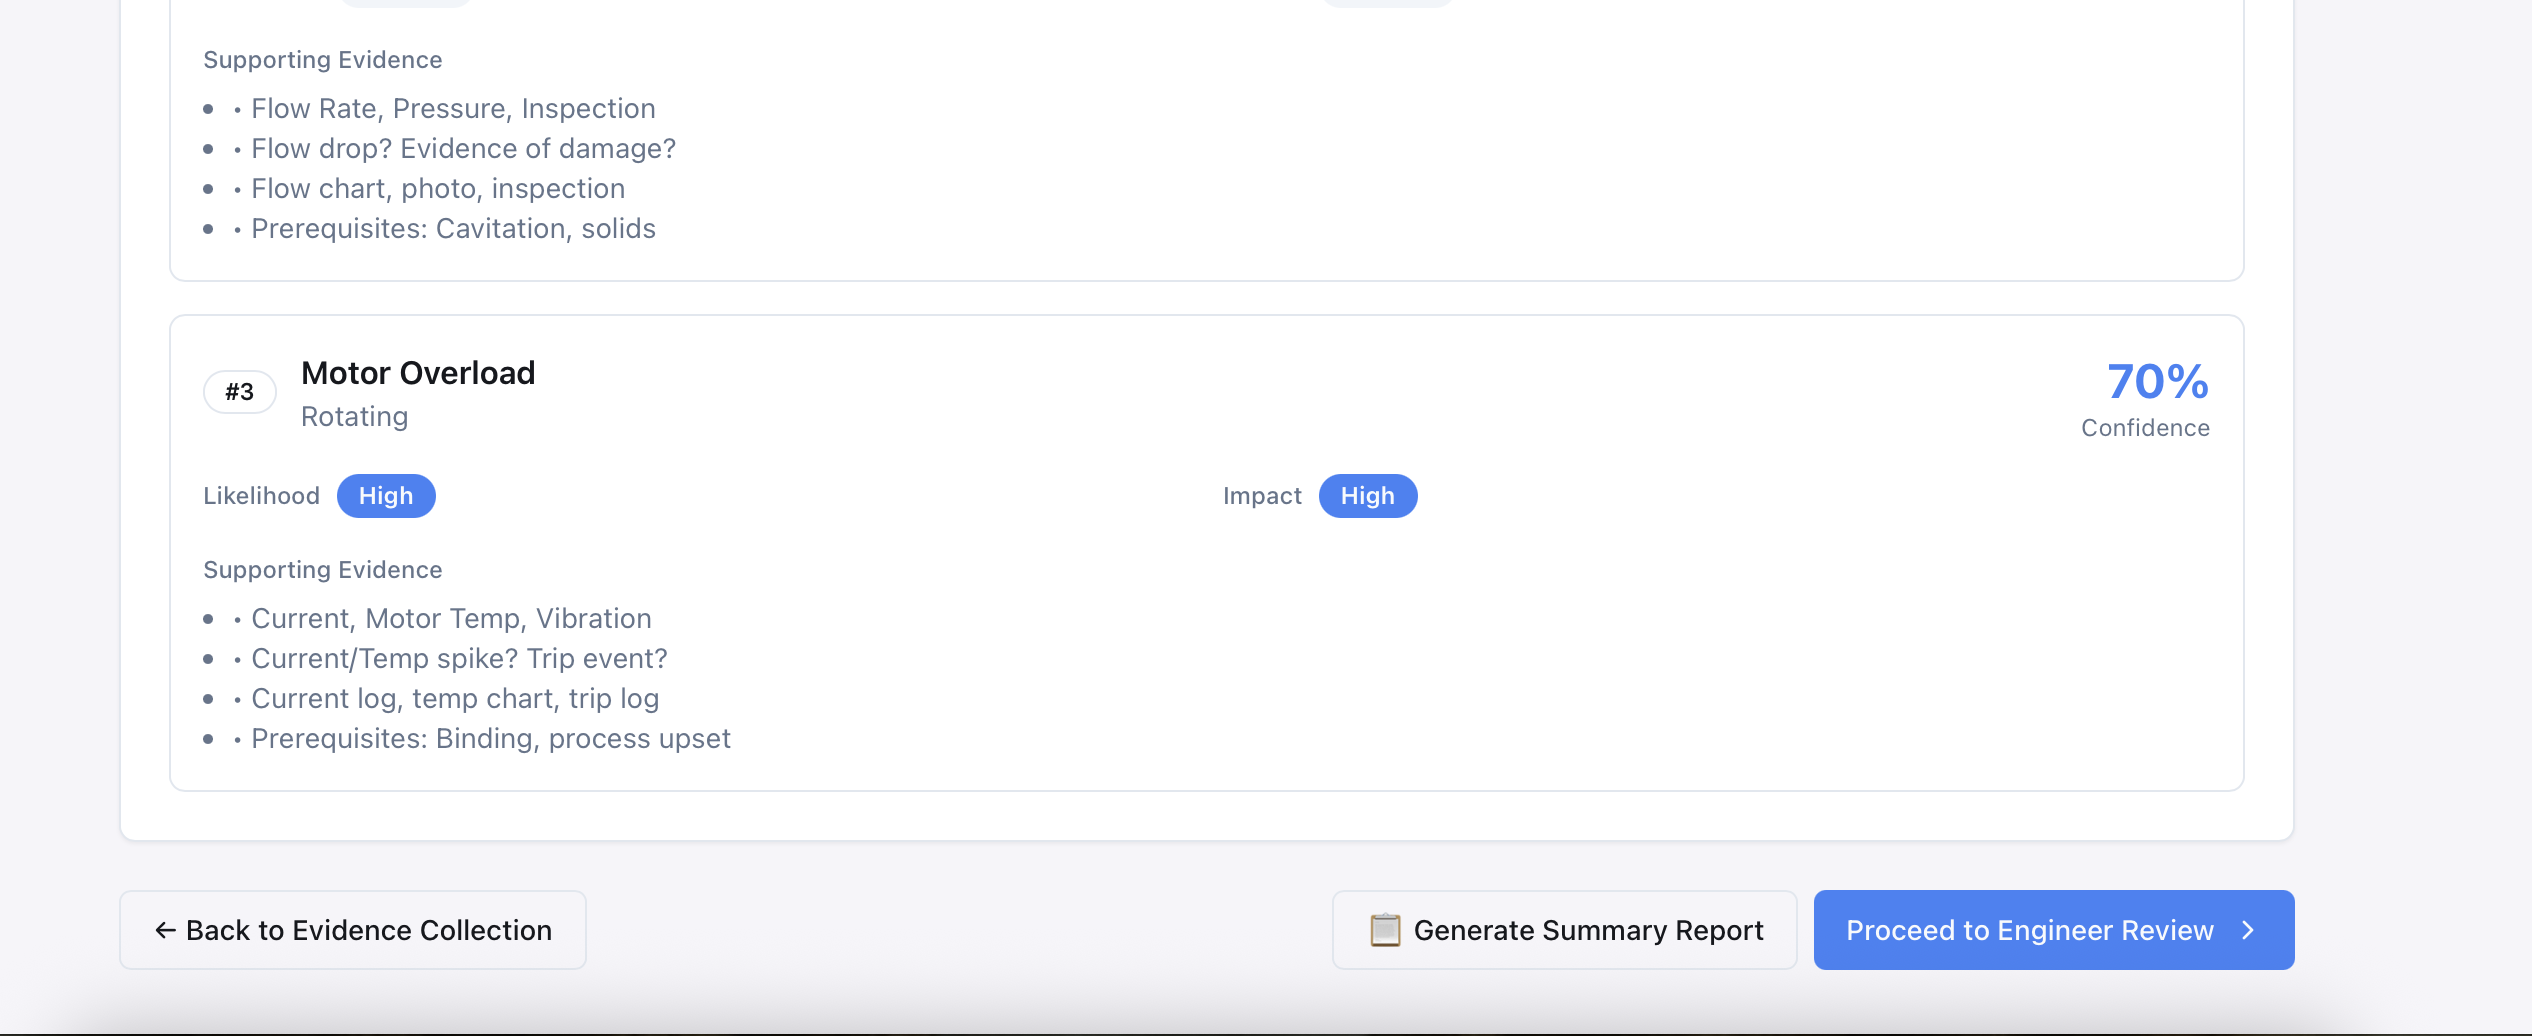 Supporting Evidence
• • Flow Rate, Pressure, Inspection
• • Flow drop? Evidence of damage?
• • Flow chart, photo, inspection
• • Prerequisites: Cavitation, solids
#3
Motor Overload
Rotating
70%
Confidence
Likelihood High
Impact High
Supporting Evidence
• • Current, Motor Temp, Vibration
• • Current/Temp spike? Trip event?
• • Current log, temp chart, trip log
• • Prerequisites: Binding, process upset
← Back to Evidence Collection
📋 Generate Summary Report
Proceed to Engineer Review >